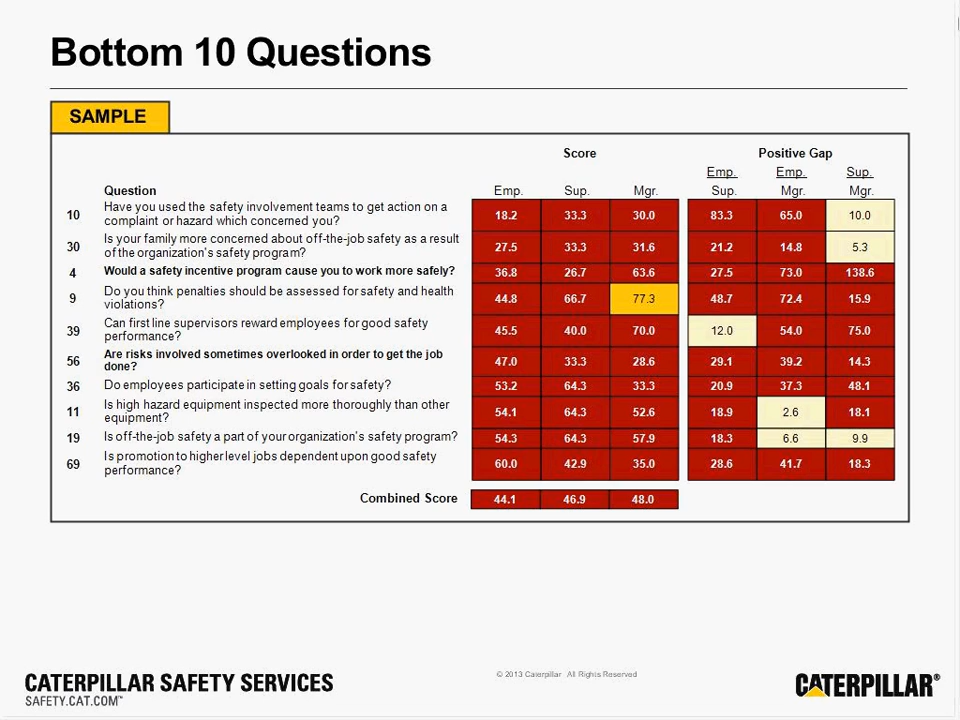 Bottom 10 Questions
SAMPLE
Score Positive Gap
Emp. Emp. Sup.
Question Emp. Sup. Mgr. Sup. Mgr. Mgr.
10 Have you used the safety involvement teams to get action on a
complaint or hazard which concerned you? 18.2 33.3 30.0 83.3 65.0 10.0
30 Is your family more concerned about off-the-job safety as a result
of the organization's safety program? 27.5 33.3 31.6 21.2 14.8 5.3
4 Would a safety incentive program cause you to work more safely? 36.8 26.7 63.6 27.5 73.0 138.6
9 Do you think penalties should be assessed for safety and health
violations? 44.8 66.7 77.3 48.7 72.4 15.9
39 Can first line supervisors reward employees for good safety
performance? 45.5 40.0 70.0 12.0 54.0 75.0
56 Are risks involved sometimes overlooked in order to get the job
done? 47.0 33.3 28.6 29.1 39.2 14.3
36 Do employees participate in setting goals for safety? 53.2 64.3 33.3 20.9 37.3 48.1
11 Is high hazard equipment inspected more thoroughly than other
equipment? 54.1 64.3 52.6 18.9 2.6 18.1
19 Is off-the-job safety a part of your organization's safety program? 54.3 64.3 57.9 18.3 6.6 9.9
69 Is promotion to higher level jobs dependent upon good safety
performance? 60.0 42.9 35.0 28.6 41.7 18.3
Combined Score 44.1 46.9 48.0
CATERPILLAR SAFETY SERVICES
SAFETY.CAT.COM™
© 2013 Caterpillar All Rights Reserved
CATERPILLAR®